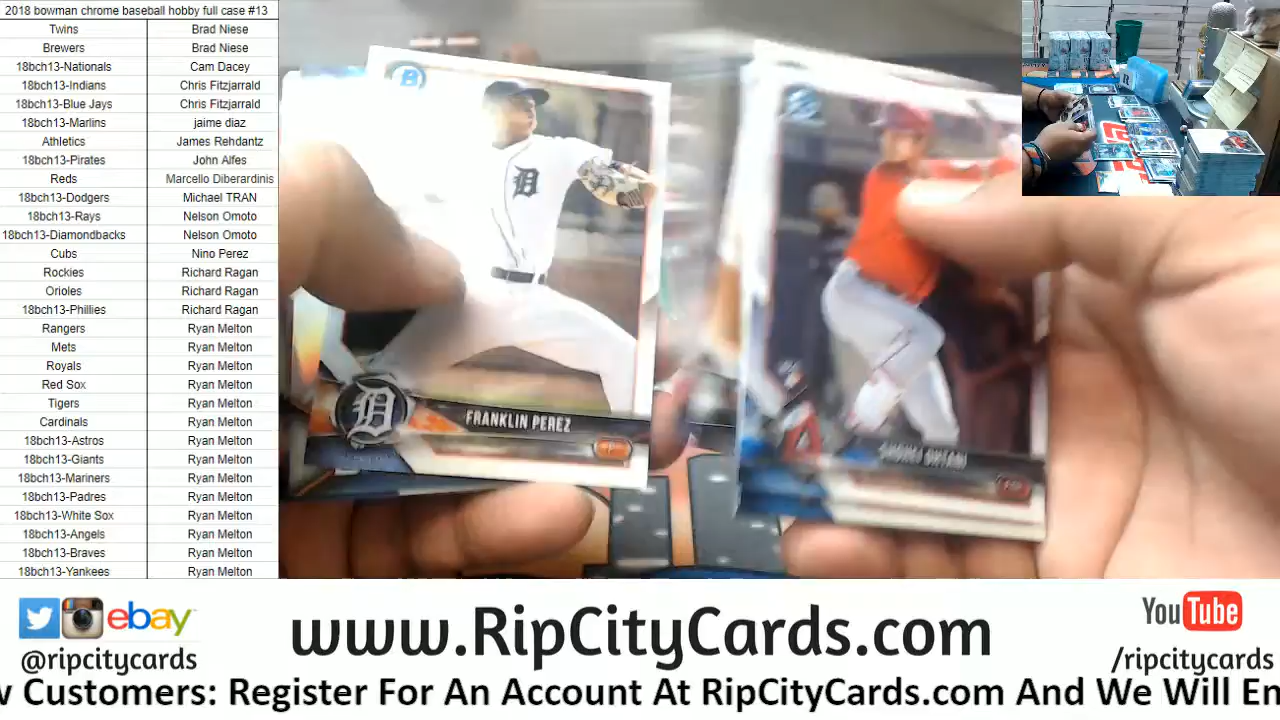 2018 bowman chrome baseball hobby full case #13
Twins Brad Niese
Brewers Brad Niese
18bch13-Nationals Cam Dacey
18bch13-Indians Chris Fitzjarrald
18bch13-Blue Jays Chris Fitzjarrald
18bch13-Marlins jaime diaz
Athletics James Rehdantz
18bch13-Pirates John Alfes
Reds Marcello Diberardinis
18bch13-Dodgers Michael TRAN
18bch13-Rays Nelson Omoto
18bch13-Diamondbacks Nelson Omoto
Cubs Nino Perez
Rockies Richard Ragan
Orioles Richard Ragan
18bch13-Phillies Richard Ragan
Rangers Ryan Melton
Mets Ryan Melton
Royals Ryan Melton
Red Sox Ryan Melton
Tigers Ryan Melton
Cardinals Ryan Melton
18bch13-Astros Ryan Melton
18bch13-Giants Ryan Melton
18bch13-Mariners Ryan Melton
18bch13-Padres Ryan Melton
18bch13-White Sox Ryan Melton
18bch13-Angels Ryan Melton
18bch13-Braves Ryan Melton
18bch13-Yankees Ryan Melton
B
D
D
FRANKLIN PEREZ
SHOHEI OHTANI
ebay
@ripcitycards
www.RipCityCards.com
YouTube
/ripcitycards
w Customers: Register For An Account At RipCityCards.com And We Will En